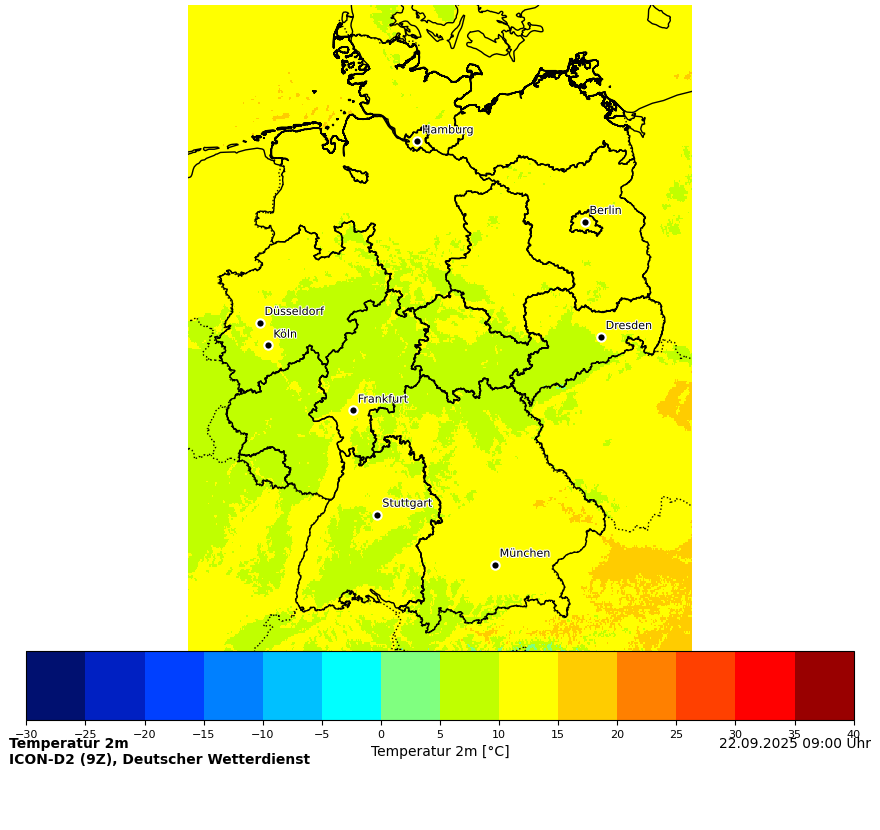 Hamburg
Berlin
Düsseldorf
Köln
Dresden
Frankfurt
Stuttgart
München
−30 −25 −20 −15 −10 −5 0 5 10 15 20 25 30 35 40
Temperatur 2m
Temperatur 2m [°C]
22.09.2025 09:00 Uhr
ICON-D2 (9Z), Deutscher Wetterdienst